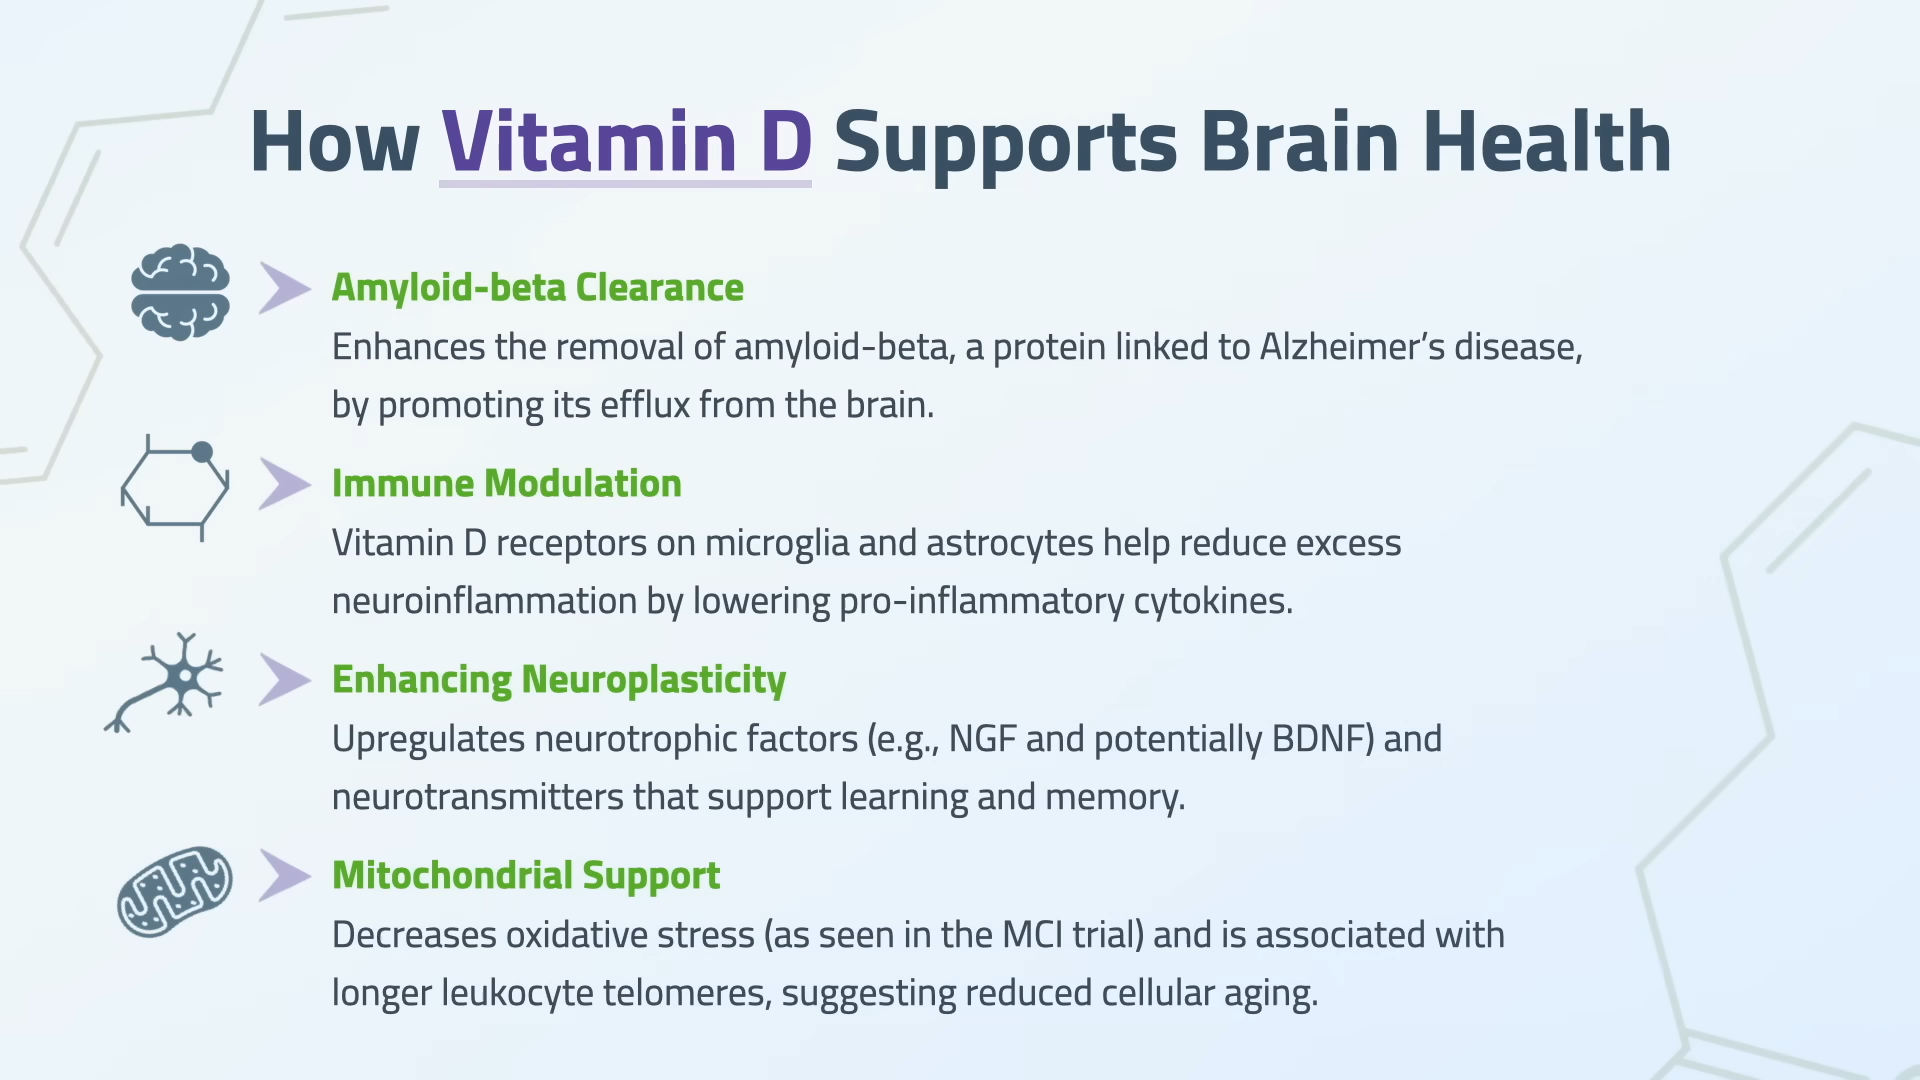 How Vitamin D Supports Brain Health
Amyloid-beta Clearance
Enhances the removal of amyloid-beta, a protein linked to Alzheimer’s disease,
by promoting its efflux from the brain.
Immune Modulation
Vitamin D receptors on microglia and astrocytes help reduce excess
neuroinflammation by lowering pro-inflammatory cytokines.
Enhancing Neuroplasticity
Upregulates neurotrophic factors (e.g., NGF and potentially BDNF) and
neurotransmitters that support learning and memory.
Mitochondrial Support
Decreases oxidative stress (as seen in the MCI trial) and is associated with
longer leukocyte telomeres, suggesting reduced cellular aging.